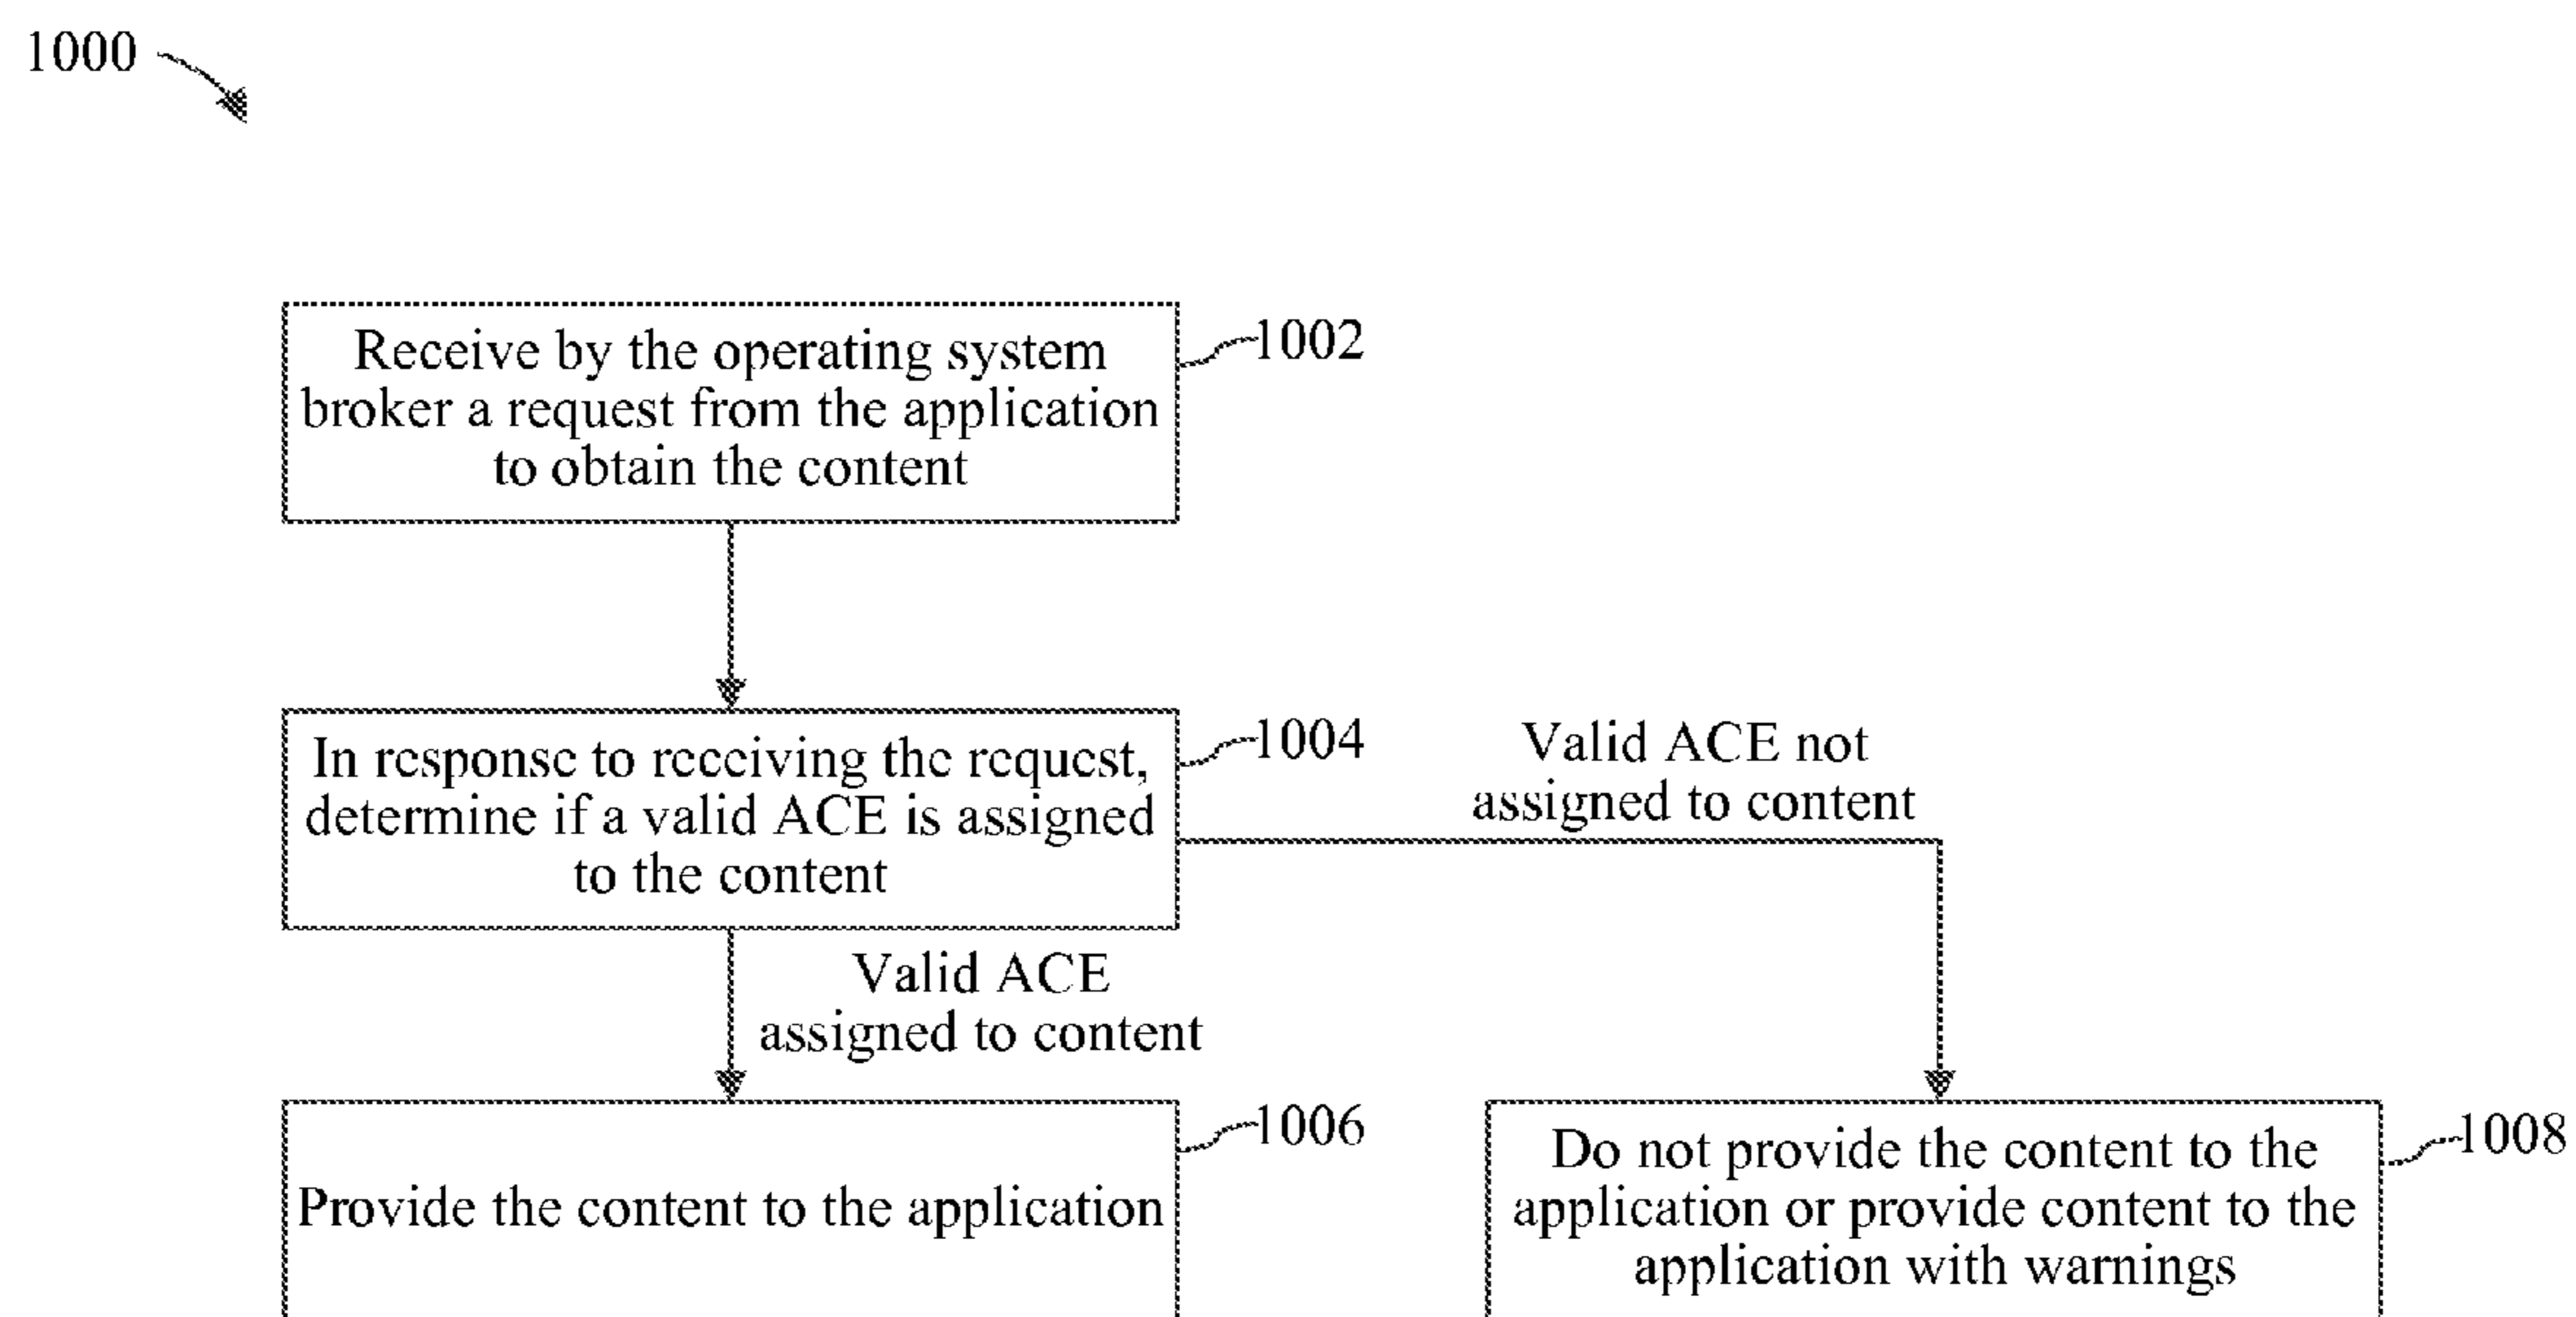 1000
Receive by the operating system
broker a request from the application
to obtain the content
1002
In response to receiving the request,
determine if a valid ACE is assigned
to the content
1004
Valid ACE not
assigned to content
Valid ACE
assigned to content
Provide the content to the application
1006
Do not provide the content to the
application or provide content to the
application with warnings
1008